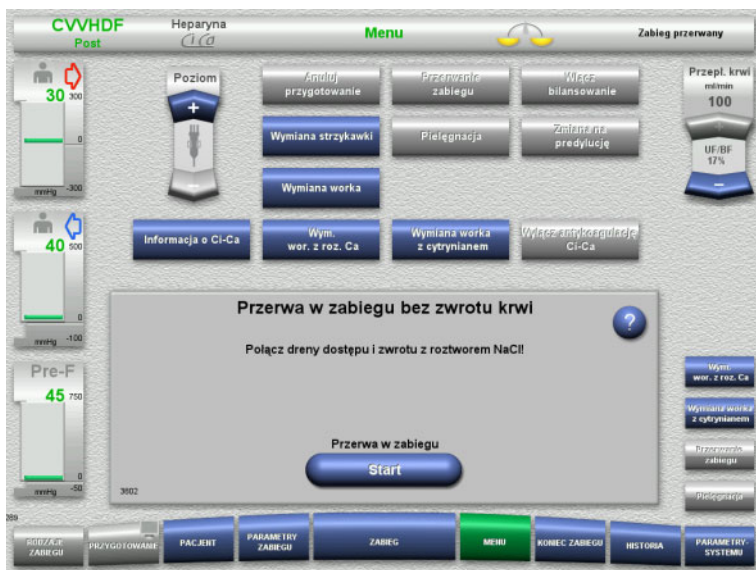 CVVHDF
Post
Heparyna
Ci Ca
Menu
Zabieg przerwany
30
300
0
mmHg
-300
Poziom
+
−
Anuluj
przygotowanie
Przerwanie
zabiegu
Włącz
bilansowanie
Wymiana strzykawki
Pielęgnacja
Zmiana na
predylucję
Wymiana worka
Przepł. krwi
ml/min
100
+
UF/BF
17%
−
40
500
0
mmHg
-100
Informacja o Ci-Ca
Wym.
wor. z roz. Ca
Wymiana worka
z cytrynianem
Wyłącz antykoagulację
Ci-Ca
Przerwa w zabiegu bez zwrotu krwi
?
Połącz dreny dostępu i zwrotu z roztworem NaCl!
Przerwa w zabiegu
Start
3602
Pre-F
45
750
0
mmHg
-50
Wym.
wor. z roz. Ca
Wymiana worka
z cytrynianem
Przerwanie
zabiegu
Pielęgnacja
RODZAJE
ZABIEGU
PRZYGOTOWANIE
PACJENT
PARAMETRY
ZABIEGU
ZABIEG
MENU
KONIEC ZABIEGU
HISTORIA
PARAMETRY-
SYSTEMU